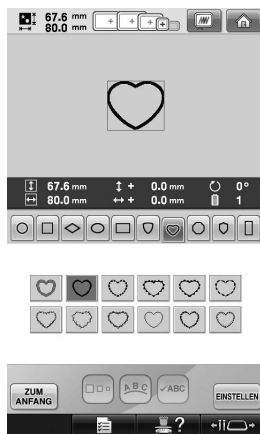 67.6 mm
80.0 mm
67.6 mm + 0.0 mm 0°
80.0 mm + 0.0 mm 1
A B C
ABC
ZUM
ANFANG
EINSTELLEN
?